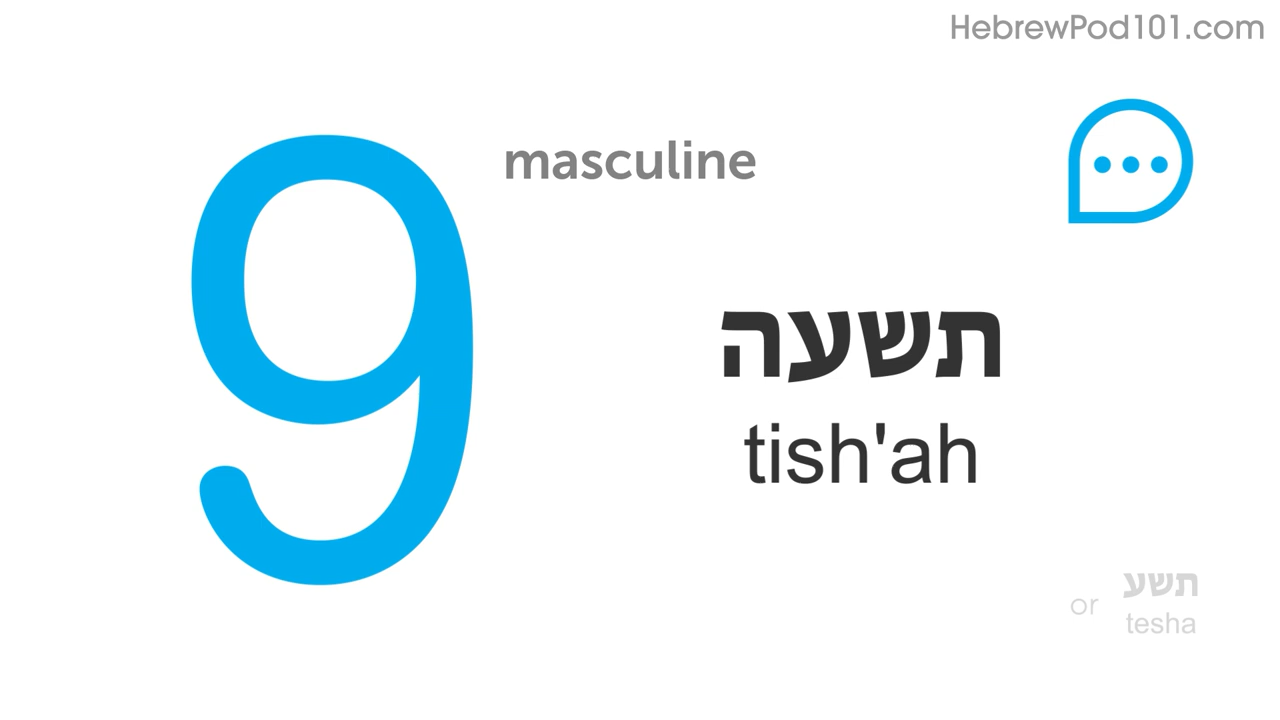 HebrewPod101.com
9
masculine
תשעה
tish'ah
or
תשע
tesha